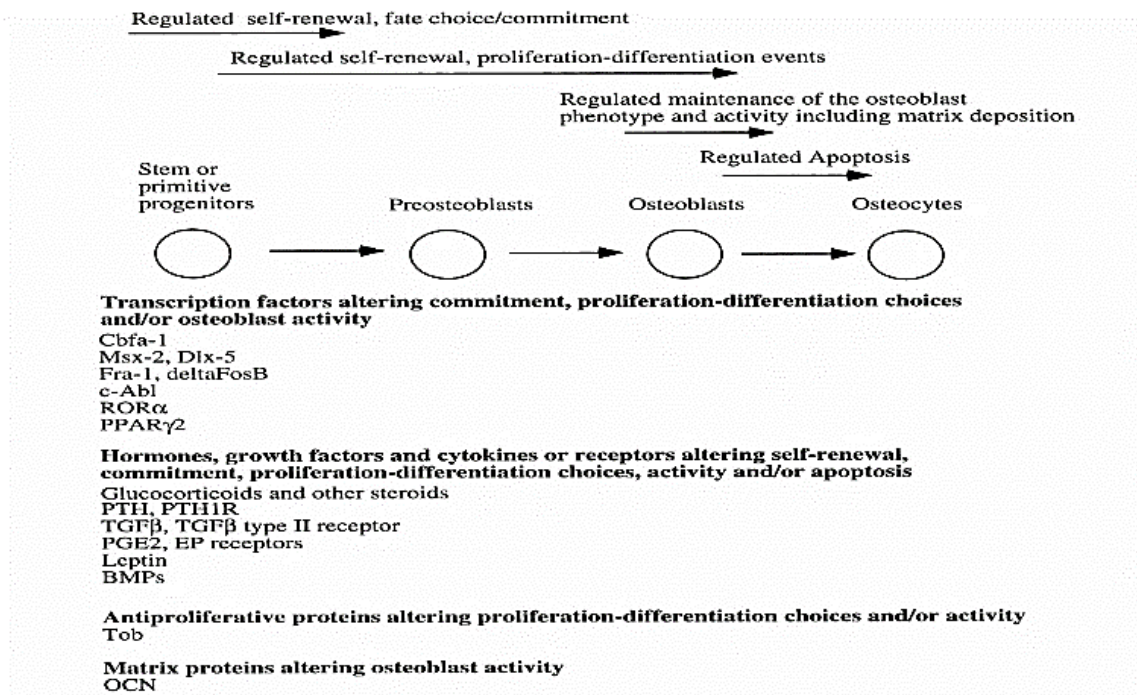 Regulated self-renewal, fate choice/commitment
Regulated self-renewal, proliferation-differentiation events
Regulated maintenance of the osteoblast
phenotype and activity including matrix deposition
Regulated Apoptosis
Stem or
primitive
progenitors
Preosteoblasts
Osteoblasts
Osteocytes
Transcription factors altering commitment, proliferation-differentiation choices
and/or osteoblast activity
Cbfa-1
Msx-2, Dlx-5
Fra-1, deltaFosB
c-Abl
RORα
PPARγ2
Hormones, growth factors and cytokines or receptors altering self-renewal,
commitment, proliferation-differentiation choices, activity and/or apoptosis
Glucocorticoids and other steroids
PTH, PTH1R
TGFβ, TGFβ type II receptor
PGE2, EP receptors
Leptin
BMPs
Antiproliferative proteins altering proliferation-differentiation choices and/or activity
Tob
Matrix proteins altering osteoblast activity
OCN